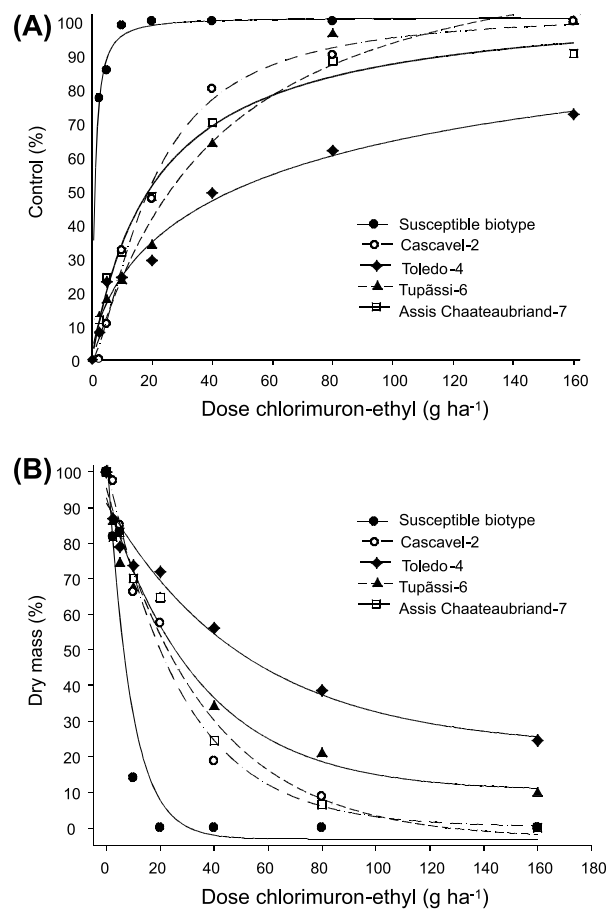 (A)
100
90
80
70
60
50
40
30
20
10
0
Control (%)
Susceptible biotype
Cascavel-2
Toledo-4
Tupãssi-6
Assis Chaateaubriand-7
0 20 40 60 80 100 120 140 160
Dose chlorimuron-ethyl (g ha⁻¹)
(B)
100
90
80
70
60
50
40
30
20
10
0
Dry mass (%)
Susceptible biotype
Cascavel-2
Toledo-4
Tupãssi-6
Assis Chaateaubriand-7
0 20 40 60 80 100 120 140 160 180
Dose chlorimuron-ethyl (g ha⁻¹)